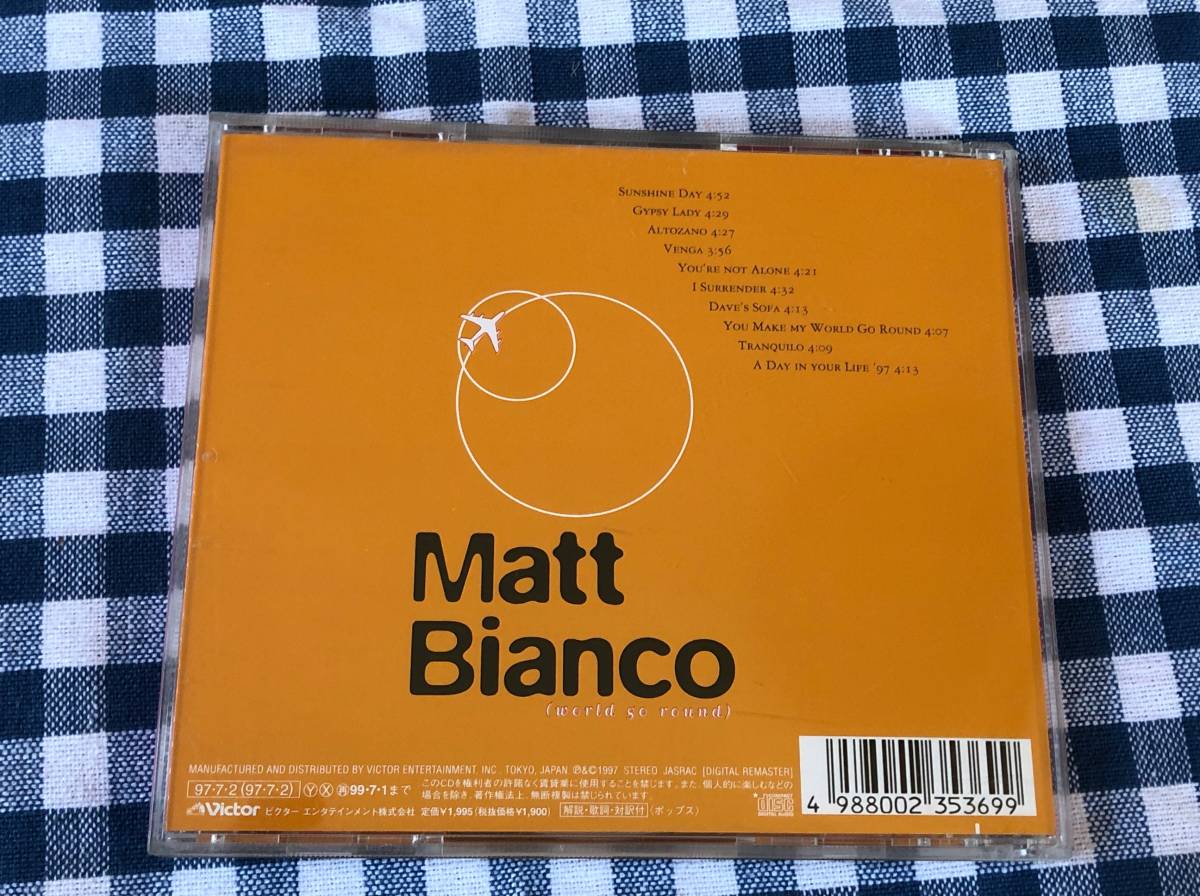 Sunshine Day 4:52
Gypsy Lady 4:29
Altozano 4:27
Venga 3:56
You're not Alone 4:21
I Surrender 4:32
Dave's Sofa 4:13
You Make my World Go Round 4:07
Tranquilo 4:09
A Day in your Life '97 4:13
Matt
Bianco
(world go round)
MANUFACTURED AND DISTRIBUTED BY VICTOR ENTERTAINMENT, INC., TOKYO, JAPAN. ℗&©1997 STEREO JASRAC [DIGITAL REMASTER]
97·7·2 (97·7·2) Ⓨ Ⓧ ㋹99·7·1まで
このCDを権利者の許諾なく賃貸業に使用することを禁じます。また、個人的に楽しむなどの
場合を除き、著作権法上、無断複製は禁じられています。
Victor ビクター エンタテインメント株式会社 定価¥1,995(税抜価格¥1,900) 解説・歌詞・対訳付 (ポップス)
COMPACT disc DIGITAL AUDIO
4 988002 353699